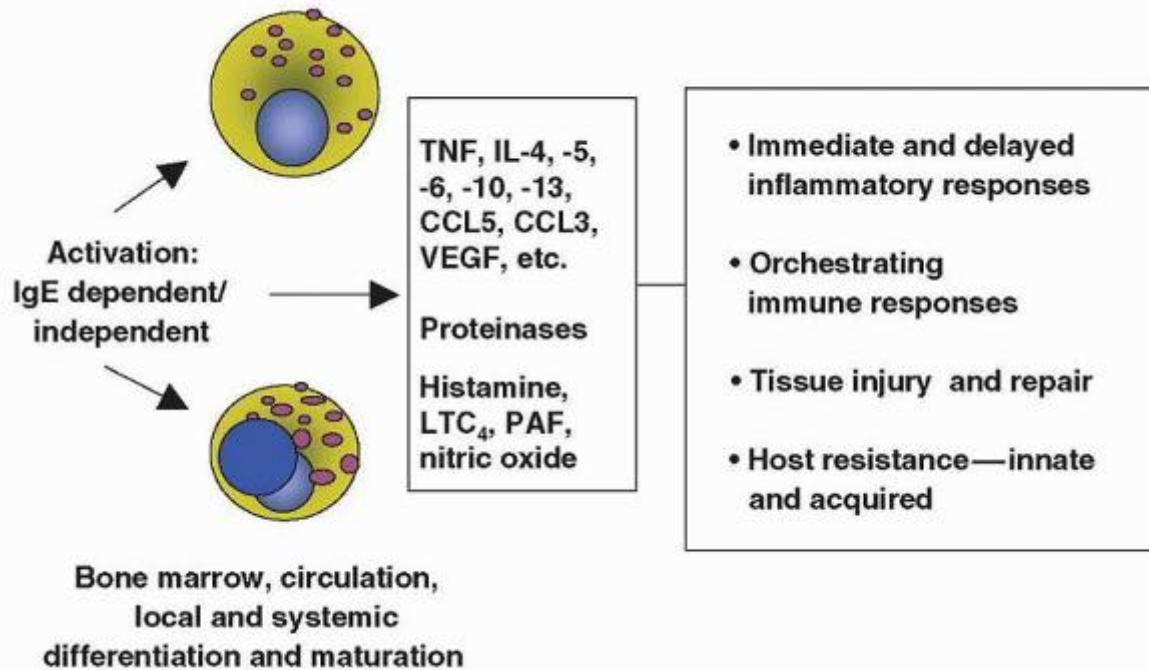 Activation:
IgE dependent/
independent
Bone marrow, circulation,
local and systemic
differentiation and maturation
TNF, IL-4, -5,
-6, -10, -13,
CCL5, CCL3,
VEGF, etc.
Proteinases
Histamine,
LTC₄, PAF,
nitric oxide
• Immediate and delayed
inflammatory responses
• Orchestrating
immune responses
• Tissue injury and repair
• Host resistance—innate
and acquired